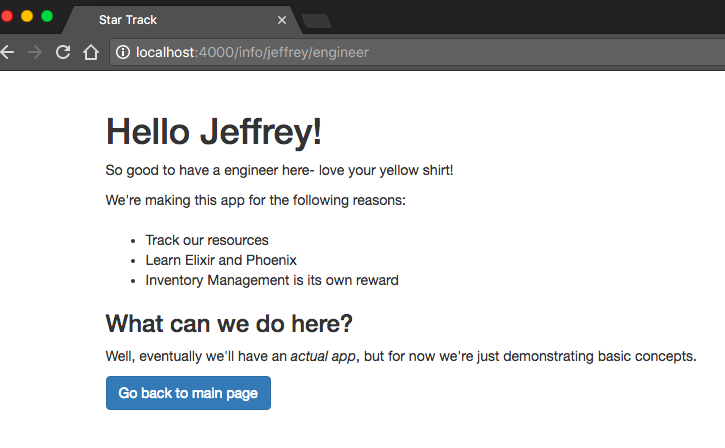 Star Track
localhost:4000/info/jeffrey/engineer
Hello Jeffrey!
So good to have a engineer here- love your yellow shirt!
We're making this app for the following reasons:
• Track our resources
• Learn Elixir and Phoenix
• Inventory Management is its own reward
What can we do here?
Well, eventually we'll have an actual app, but for now we're just demonstrating basic concepts.
Go back to main page